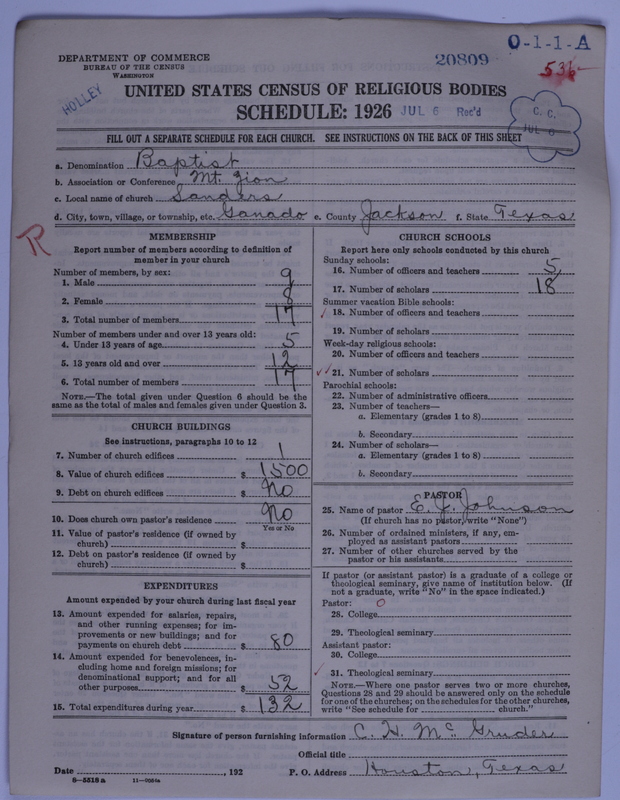 DEPARTMENT OF COMMERCE
BUREAU OF THE CENSUS
WASHINGTON
HOLLEY
20809
O-1-1-A
536
UNITED STATES CENSUS OF RELIGIOUS BODIES
SCHEDULE: 1926 JUL 6 Rec'd
C. C.
JUL 6
FILL OUT A SEPARATE SCHEDULE FOR EACH CHURCH. SEE INSTRUCTIONS ON THE BACK OF THIS SHEET
a. Denomination Baptist
b. Association or Conference Mt. Zion
c. Local name of church Sanders
d. City, town, village, or township, etc. Ganado e. County Jackson f. State Texas
R
MEMBERSHIP
Report number of members according to definition of
member in your church
Number of members, by sex:
1. Male 9
2. Female 8
3. Total number of members 17
Number of members under and over 13 years old:
4. Under 13 years of age 5
5. 13 years old and over 12
6. Total number of members 17
NOTE.—The total given under Question 6 should be the
same as the total of males and females given under Question 3.
CHURCH BUILDINGS
See instructions, paragraphs 10 to 12
7. Number of church edifices 1
8. Value of church edifices $ 1500
9. Debt on church edifices $ No
10. Does church own pastor's residence No
Yes or No
11. Value of pastor's residence (if owned by
church) $
12. Debt on pastor's residence (if owned by
church) $
EXPENDITURES
Amount expended by your church during last fiscal year
13. Amount expended for salaries, repairs,
and other running expenses; for im-
provements or new buildings; and for
payments on church debt $ 80
14. Amount expended for benevolences, in-
cluding home and foreign missions; for
denominational support; and for all
other purposes $ 52
15. Total expenditures during year $ 132
CHURCH SCHOOLS
Report here only schools conducted by this church
Sunday schools:
16. Number of officers and teachers 5
17. Number of scholars 18
Summer vacation Bible schools:
18. Number of officers and teachers
19. Number of scholars
Week-day religious schools:
20. Number of officers and teachers
21. Number of scholars
Parochial schools:
22. Number of administrative officers
23. Number of teachers—
a. Elementary (grades 1 to 8)
b. Secondary
24. Number of scholars—
a. Elementary (grades 1 to 8)
b. Secondary
PASTOR
25. Name of pastor E. J. Johnson
(If church has no pastor, write "None")
26. Number of ordained ministers, if any, em-
ployed as assistant pastors
27. Number of other churches served by the
pastor or his assistants
If pastor (or assistant pastor) is a graduate of a college or
theological seminary, give name of institution below. (If
not a graduate, write "No" in the space indicated.)
Pastor: O
28. College
29. Theological seminary
Assistant pastor:
30. College
31. Theological seminary
NOTE.—Where one pastor serves two or more churches,
Questions 28 and 29 should be answered only on the schedule
for one of the churches; on the schedules for the other churches,
write "See schedule for church."
Signature of person furnishing information C. H. McGruder
Official title
Date , 192 P. O. Address Houston, Texas
8—5518 a